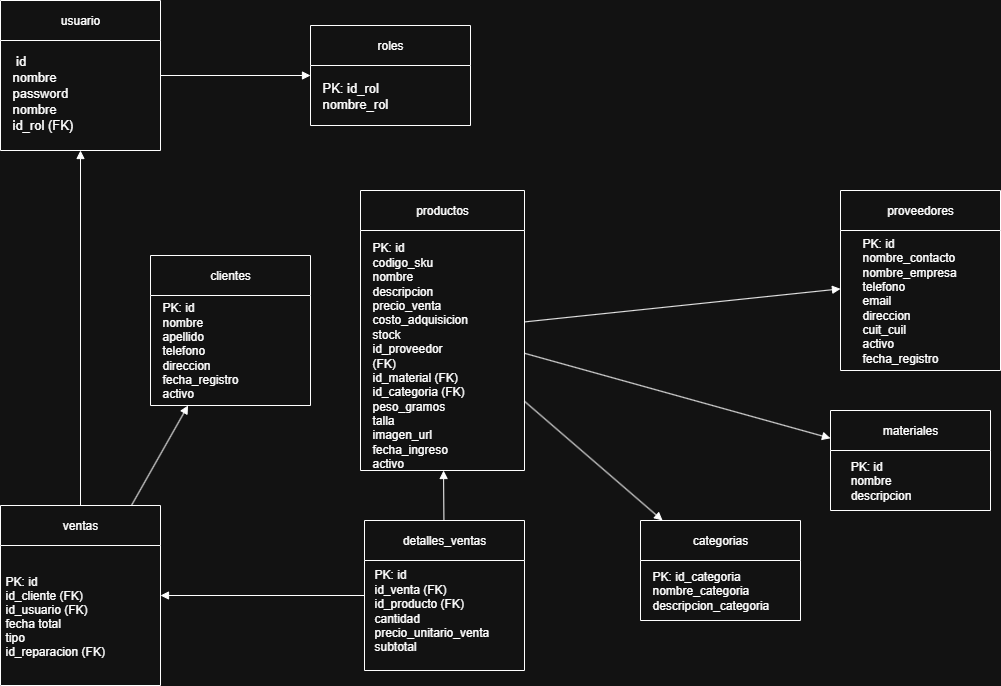 usuario
id
nombre
password
nombre
id_rol (FK)
roles
PK: id_rol
nombre_rol
clientes
PK: id
nombre
apellido
telefono
direccion
fecha_registro
activo
productos
PK: id
codigo_sku
nombre
descripcion
precio_venta
costo_adquisicion
stock
id_proveedor
(FK)
id_material (FK)
id_categoria (FK)
peso_gramos
talla
imagen_url
fecha_ingreso
activo
proveedores
PK: id
nombre_contacto
nombre_empresa
telefono
email
direccion
cuit_cuil
activo
fecha_registro
materiales
PK: id
nombre
descripcion
ventas
PK: id
id_cliente (FK)
id_usuario (FK)
fecha total
tipo
id_reparacion (FK)
detalles_ventas
PK: id
id_venta (FK)
id_producto (FK)
cantidad
precio_unitario_venta
subtotal
categorias
PK: id_categoria
nombre_categoria
descripcion_categoria